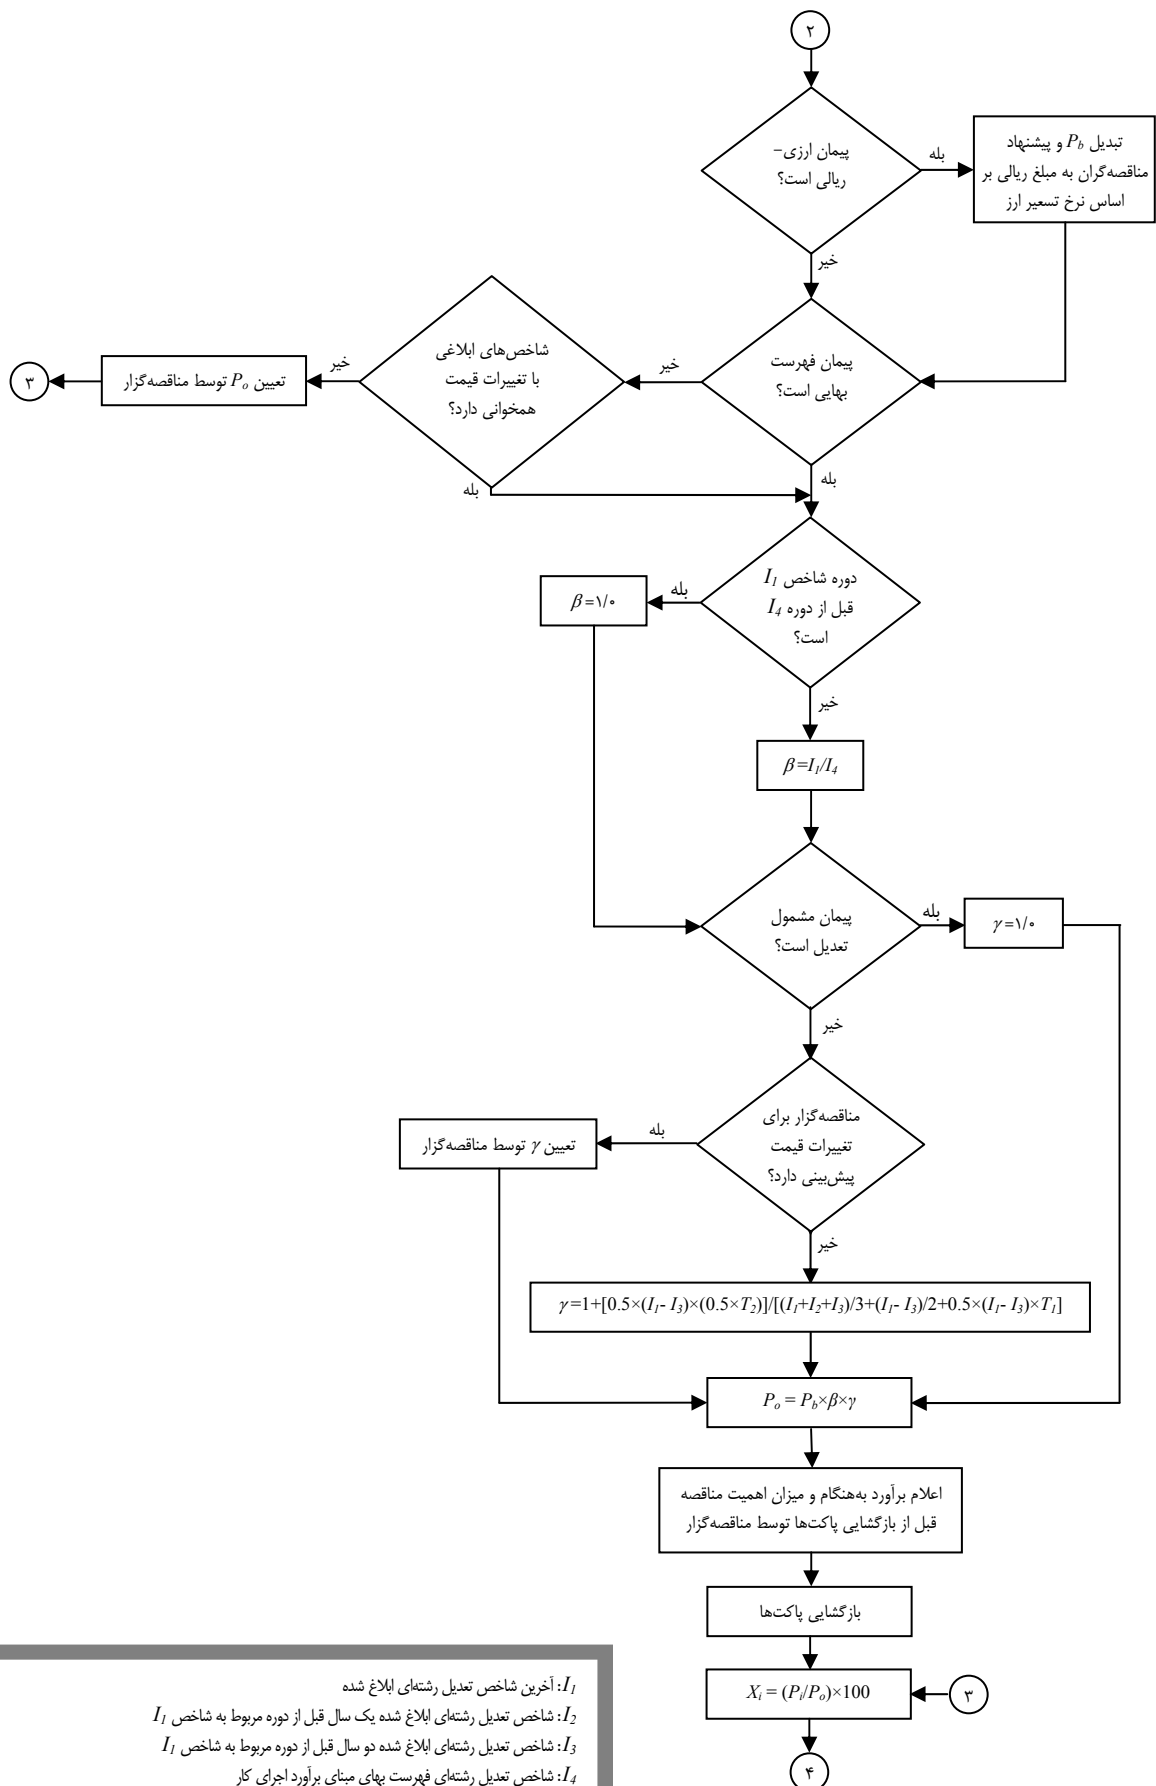 ۲
پیمان ارزی-
ریالی است؟
بله
تبدیل Pb و پیشنهاد
مناقصه‌گران به مبلغ ریالی بر
اساس نرخ تسعیر ارز
خیر
پیمان فهرست
بهایی است؟
خیر
شاخص‌های ابلاغی
با تغییرات قیمت
همخوانی دارد؟
خیر
تعیین Po توسط مناقصه‌گزار
۳
بله
بله
دوره شاخص I1
قبل از دوره I4
است؟
بله
β=۱/۰
خیر
β=I1/I4
پیمان مشمول
تعدیل است؟
بله
γ=۱/۰
خیر
مناقصه‌گزار برای
تغییرات قیمت
پیش‌بینی دارد؟
بله
تعیین γ توسط مناقصه‌گزار
خیر
γ=1+[0.5×(I1- I3)×(0.5×T2)]/[(I1+I2+I3)/3+(I1- I3)/2+0.5×(I1- I3)×T1]
Po = Pb×β×γ
اعلام برآورد به‌هنگام و میزان اهمیت مناقصه
قبل از بازگشایی پاکت‌ها توسط مناقصه‌گزار
بازگشایی پاکت‌ها
Xi = (Pi/Po)×100
۳
۴
I1: آخرین شاخص تعدیل رشته‌ای ابلاغ شده
I2: شاخص تعدیل رشته‌ای ابلاغ شده یک سال قبل از دوره مربوط به شاخص I1
I3: شاخص تعدیل رشته‌ای ابلاغ شده دو سال قبل از دوره مربوط به شاخص I1
I4: شاخص تعدیل رشته‌ای فهرست بهای مبنای برآورد اجرای کار